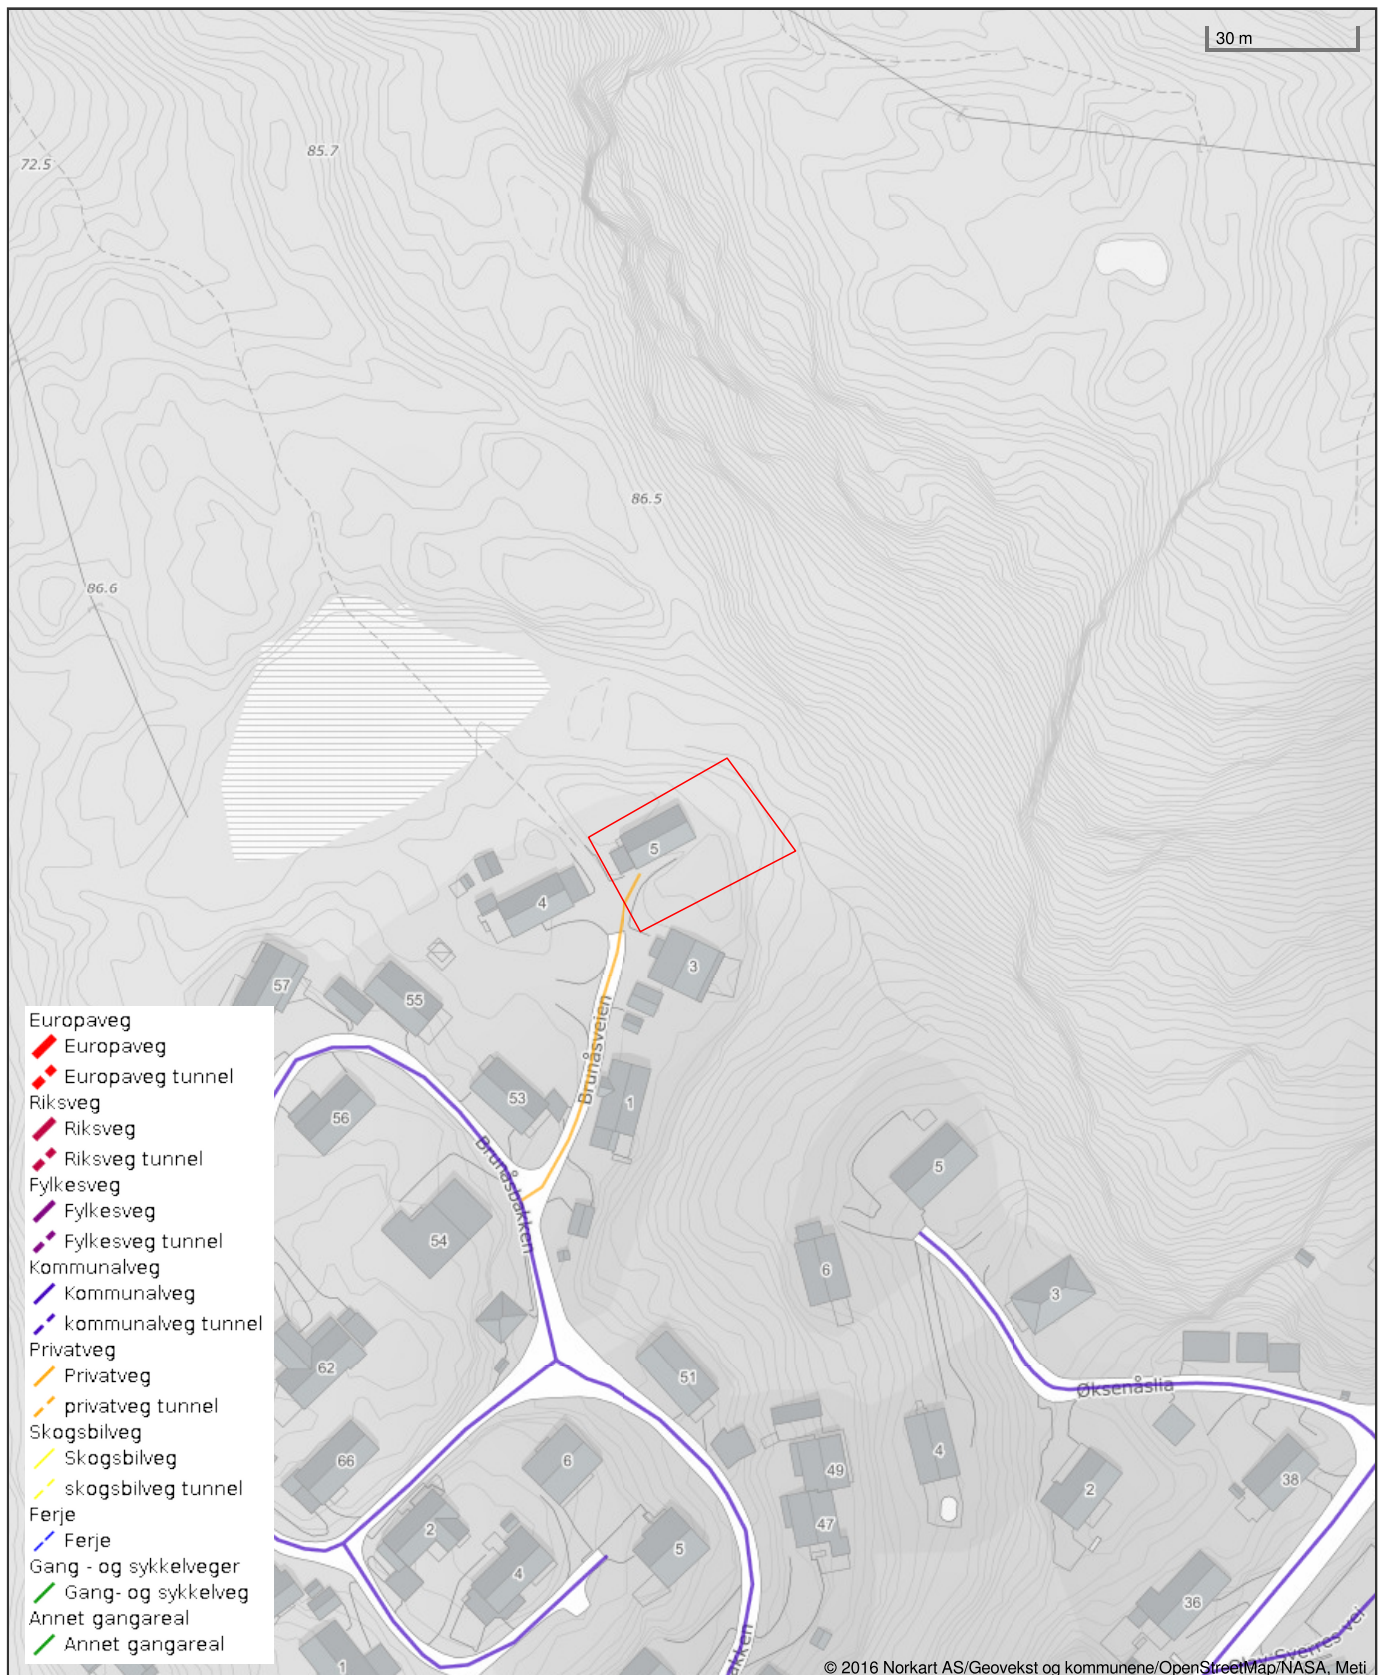 30 m
85.7
72.5
86.5
86.6
5
4
3
57
55
Brunåsveien
53
1
56
Brunåsbakken
5
54
6
3
62
51
Øksenåslia
66
6
49
4
38
2
47
2
5
4
36
1
akken
Olav Sverres vei
Europaveg
Europaveg
Europaveg tunnel
Riksveg
Riksveg
Riksveg tunnel
Fylkesveg
Fylkesveg
Fylkesveg tunnel
Kommunalveg
Kommunalveg
kommunalveg tunnel
Privatveg
Privatveg
privatveg tunnel
Skogsbilveg
Skogsbilveg
skogsbilveg tunnel
Ferje
Ferje
Gang - og sykkelveger
Gang- og sykkelveg
Annet gangareal
Annet gangareal
© 2016 Norkart AS/Geovekst og kommunene/OpenStreetMap/NASA, Meti